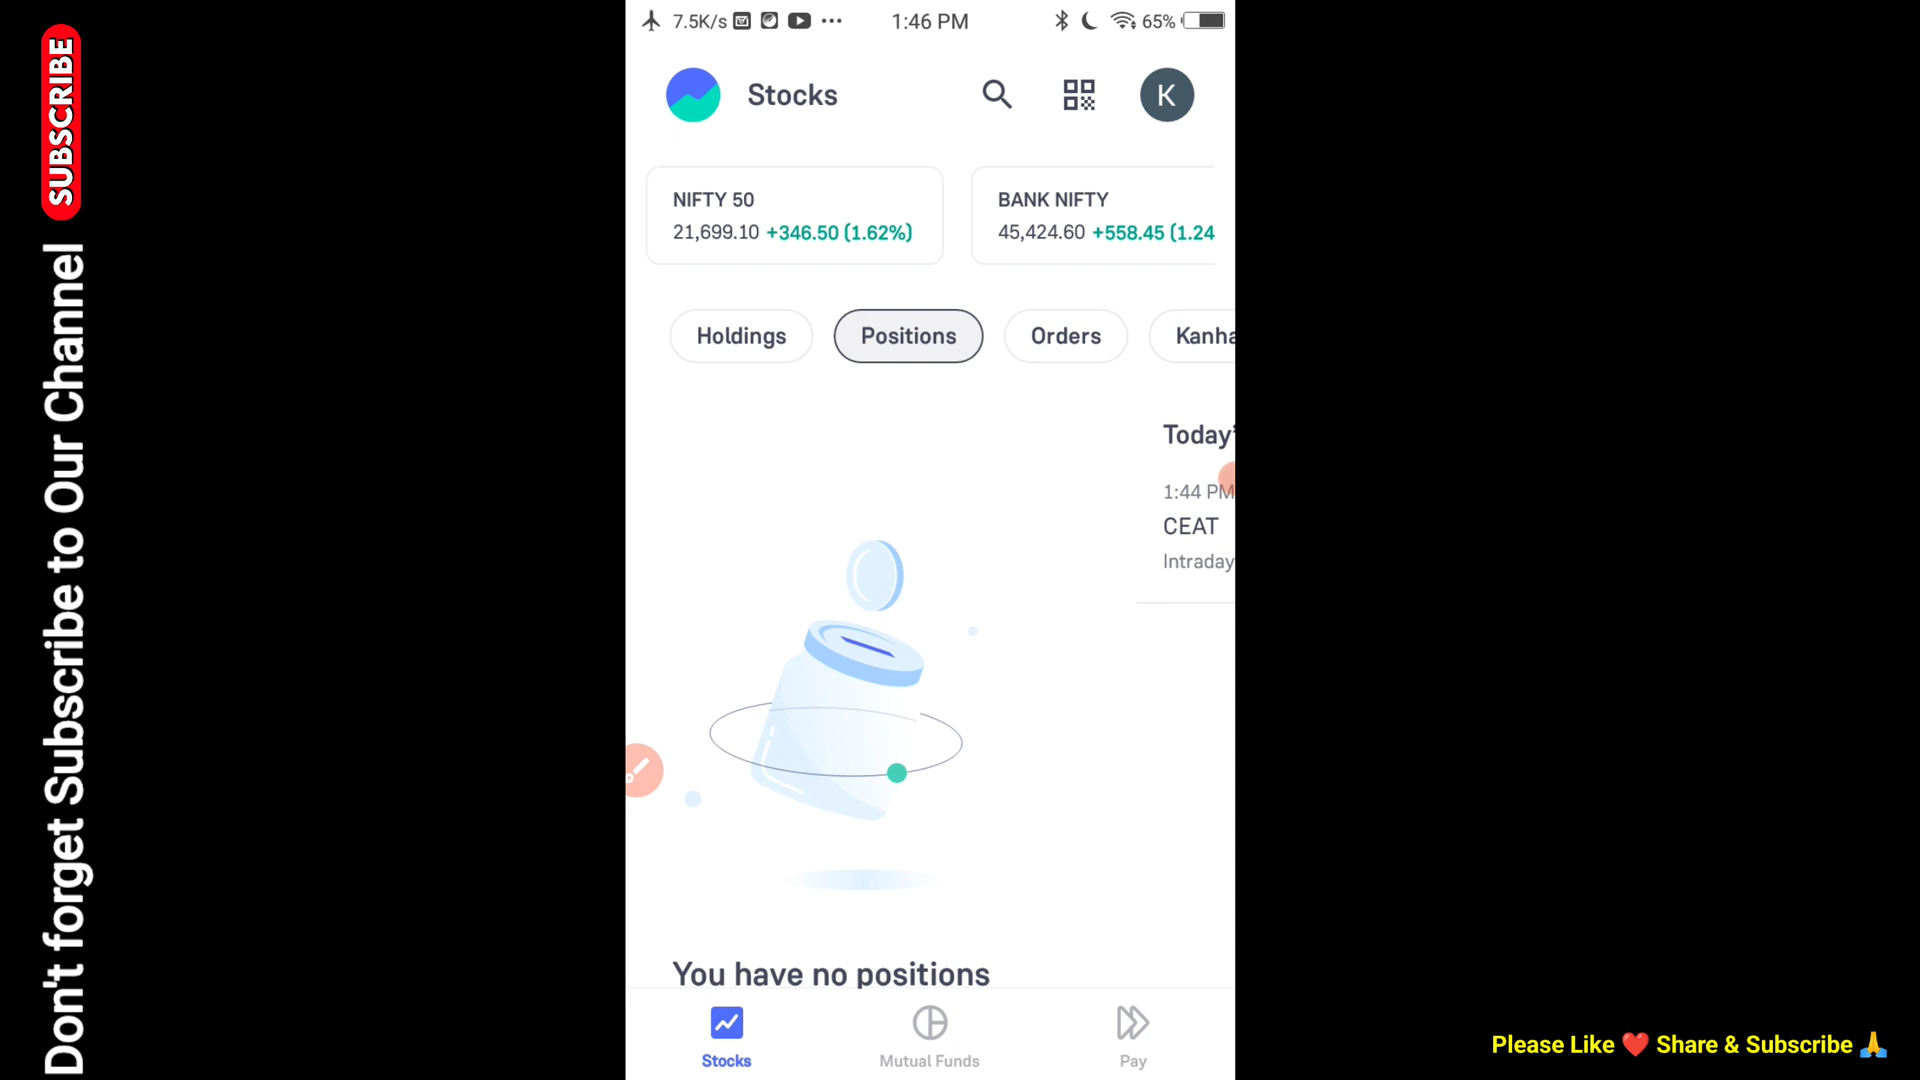 SUBSCRIBE
Don't forget Subscribe to Our Channel
7.5K/s
1:46 PM
65%
Stocks
K
NIFTY 50
21,699.10 +346.50 (1.62%)
BANK NIFTY
45,424.60 +558.45 (1.24
Holdings
Positions
Orders
Kanha
Today'
1:44 PM
CEAT
Intraday
You have no positions
Stocks
Mutual Funds
Pay
Please Like ❤️ Share & Subscribe 🙏